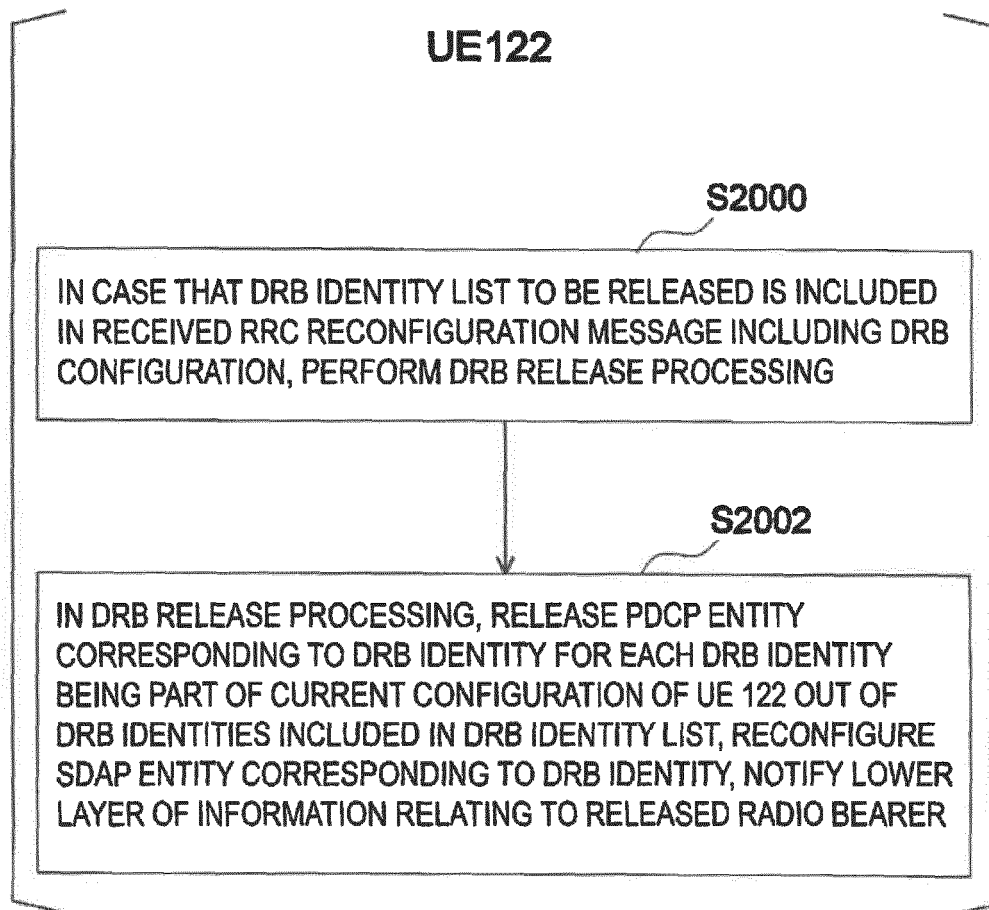 UE122
S2000
IN CASE THAT DRB IDENTITY LIST TO BE RELEASED IS INCLUDED
IN RECEIVED RRC RECONFIGURATION MESSAGE INCLUDING DRB
CONFIGURATION, PERFORM DRB RELEASE PROCESSING
S2002
IN DRB RELEASE PROCESSING, RELEASE PDCP ENTITY
CORRESPONDING TO DRB IDENTITY FOR EACH DRB IDENTITY
BEING PART OF CURRENT CONFIGURATION OF UE 122 OUT OF
DRB IDENTITIES INCLUDED IN DRB IDENTITY LIST, RECONFIGURE
SDAP ENTITY CORRESPONDING TO DRB IDENTITY, NOTIFY LOWER
LAYER OF INFORMATION RELATING TO RELEASED RADIO BEARER